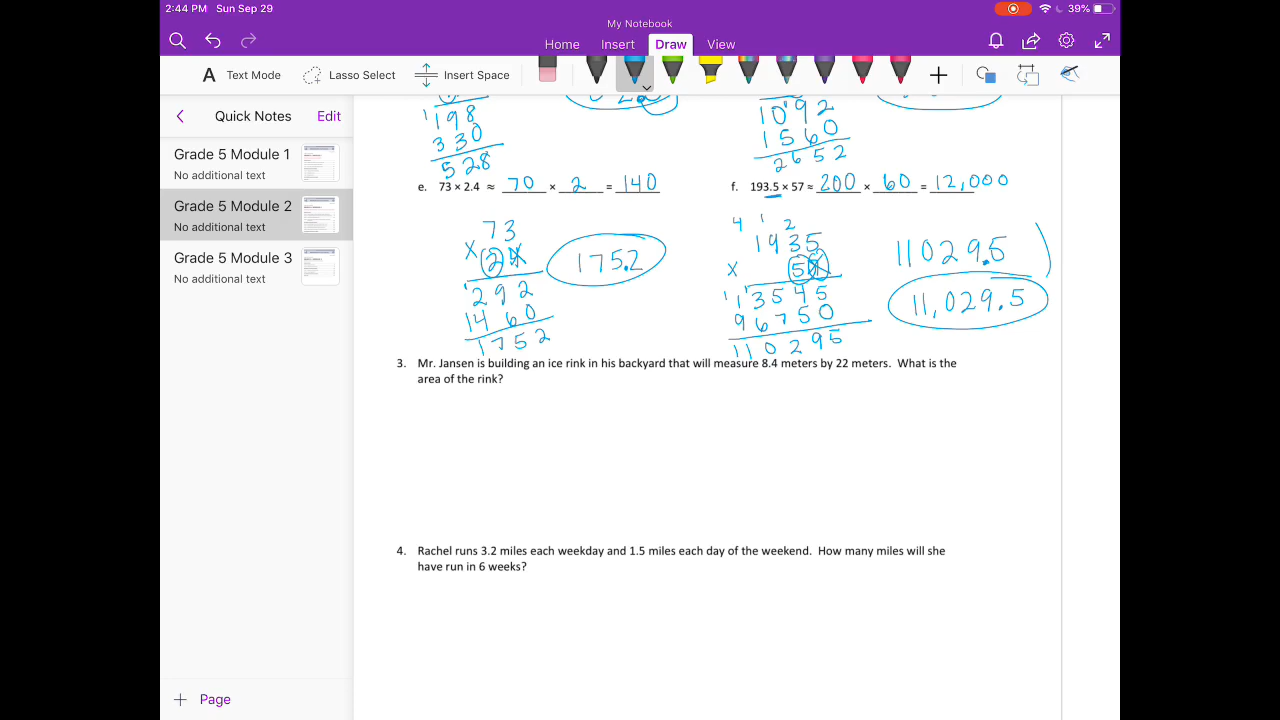 2:44 PM Sun Sep 29
39%
My Notebook
Home Insert Draw View
A Text Mode Lasso Select Insert Space
Quick Notes Edit
Grade 5 Module 1
No additional text
Grade 5 Module 2
No additional text
Grade 5 Module 3
No additional text
+ Page
1
198
330
528
1092
1560
2652
e. 73 × 2.4 ≈ 70 × 2 = 140
73
× 24
292
1460
1752
175.2
f. 193.5 × 57 ≈ 200 × 60 = 12,000
4 1 2
1935
× 57
13545
96750
110295
11029.5
11,029.5
3. Mr. Jansen is building an ice rink in his backyard that will measure 8.4 meters by 22 meters. What is the
area of the rink?
4. Rachel runs 3.2 miles each weekday and 1.5 miles each day of the weekend. How many miles will she
have run in 6 weeks?